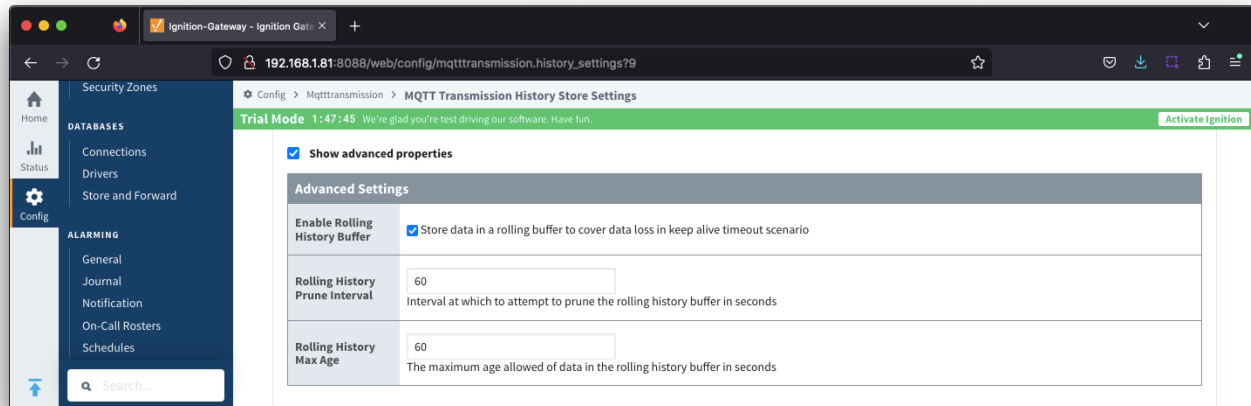 Ignition-Gateway - Ignition Gate
192.168.1.81:8088/web/config/mqtttransmission.history_settings?9
Home
Status
Config
Security Zones
DATABASES
Connections
Drivers
Store and Forward
ALARMING
General
Journal
Notification
On-Call Rosters
Schedules
Search...
Config > Mqtttransmission > MQTT Transmission History Store Settings
Trial Mode 1:47:45 We're glad you're test driving our software. Have fun.
Activate Ignition
Show advanced properties
Advanced Settings
Enable Rolling
History Buffer
Store data in a rolling buffer to cover data loss in keep alive timeout scenario
Rolling History
Prune Interval
60
Interval at which to attempt to prune the rolling history buffer in seconds
Rolling History
Max Age
60
The maximum age allowed of data in the rolling history buffer in seconds